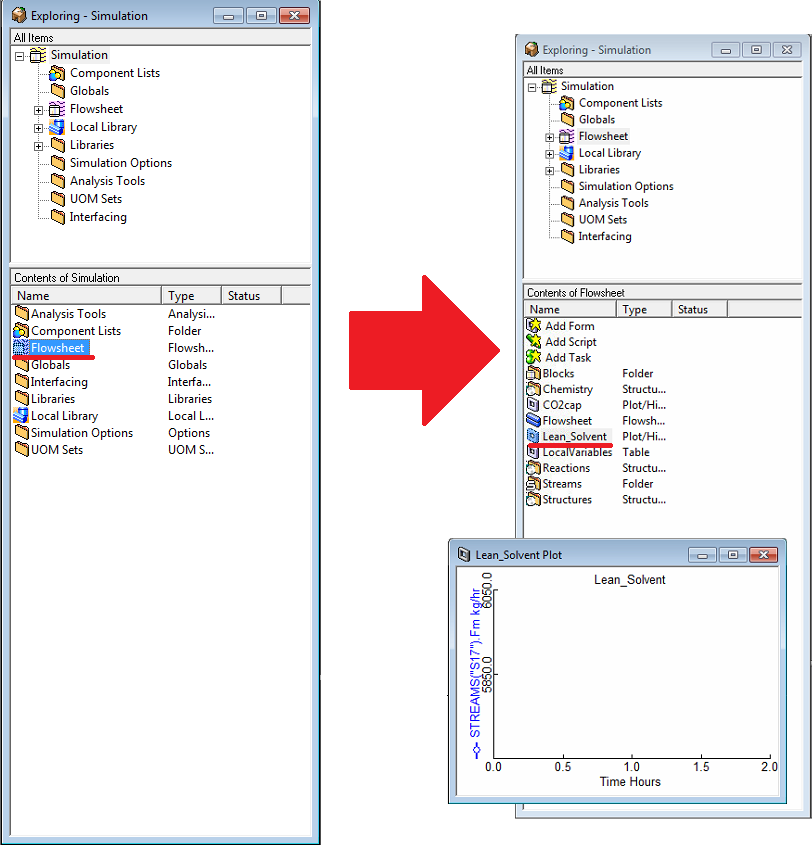 Exploring - Simulation
All Items
Simulation
Component Lists
Globals
Flowsheet
Local Library
Libraries
Simulation Options
Analysis Tools
UOM Sets
Interfacing
Contents of Simulation
Name Type Status
Analysis Tools Analysi...
Component Lists Folder
Flowsheet Flowsh...
Globals Globals
Interfacing Interfa...
Libraries Libraries
Local Library Local L...
Simulation Options Options
UOM Sets UOM S...
Exploring - Simulation
All Items
Simulation
Component Lists
Globals
Flowsheet
Local Library
Libraries
Simulation Options
Analysis Tools
UOM Sets
Interfacing
Contents of Flowsheet
Name Type Status
Add Form
Add Script
Add Task
Blocks Folder
Chemistry Structu...
CO2cap Plot/Hi...
Flowsheet Flowsh...
Lean_Solvent Plot/Hi...
LocalVariables Table
Reactions Structu...
Streams Folder
Structures Structu...
Lean_Solvent Plot
Lean_Solvent
STREAMS("S17").Fm kg/hr
6050.0
5850.0
0.0 0.5 1.0 1.5 2.0
Time Hours